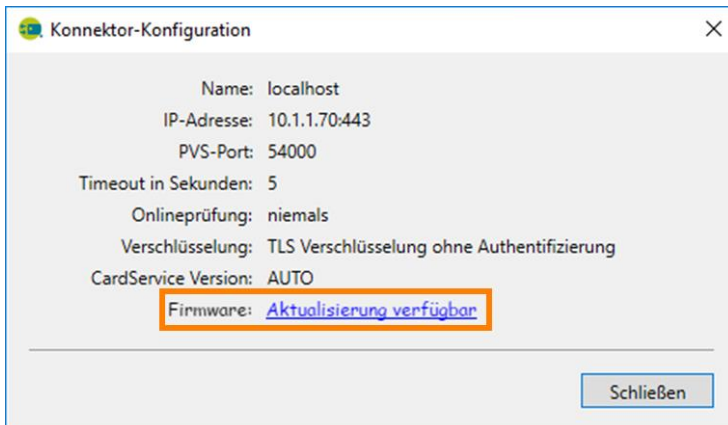 Konnektor-Konfiguration
Name: localhost
IP-Adresse: 10.1.1.70:443
PVS-Port: 54000
Timeout in Sekunden: 5
Onlineprüfung: niemals
Verschlüsselung: TLS Verschlüsselung ohne Authentifizierung
CardService Version: AUTO
Firmware: Aktualisierung verfügbar
Schließen